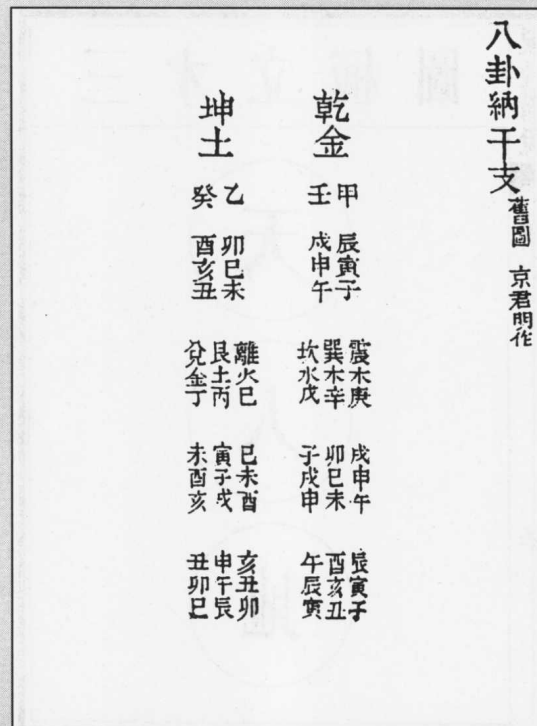 八卦納干支 舊圖 京君明作
乾金
甲 辰寅子
壬 戌申午
震木庚 戌申午 辰寅子
巽木辛 卯巳未 酉亥丑
坎水戊 子戌申 午辰寅
坤土
乙 卯巳未
癸 酉亥丑
離火巳 巳未酉 亥丑卯
艮土丙 寅子戌 申午辰
兌金丁 未酉亥 丑卯巳